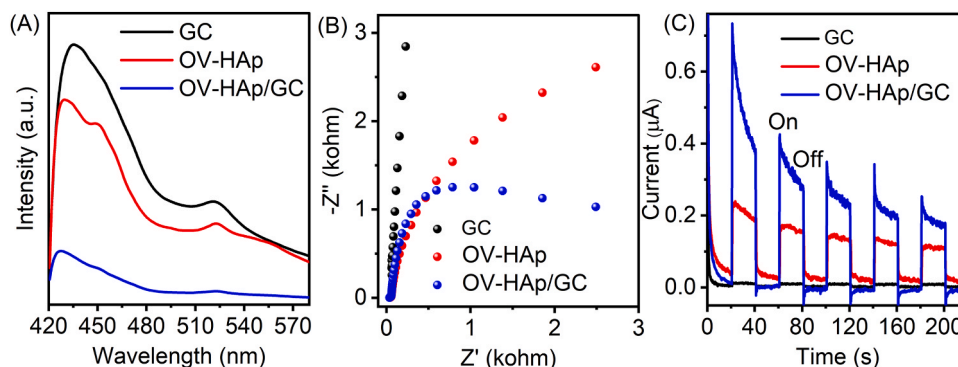 (A)
GC
OV-HAp
OV-HAp/GC
Intensity (a.u.)
420 450 480 510 540 570
Wavelength (nm)
(B)
3
2
1
0
-Z'' (kohm)
GC
OV-HAp
OV-HAp/GC
0 1 2 3
Z' (kohm)
(C)
GC
OV-HAp
OV-HAp/GC
On
Off
0.6
0.4
0.2
0.0
Current (μA)
0 40 80 120 160 200
Time (s)